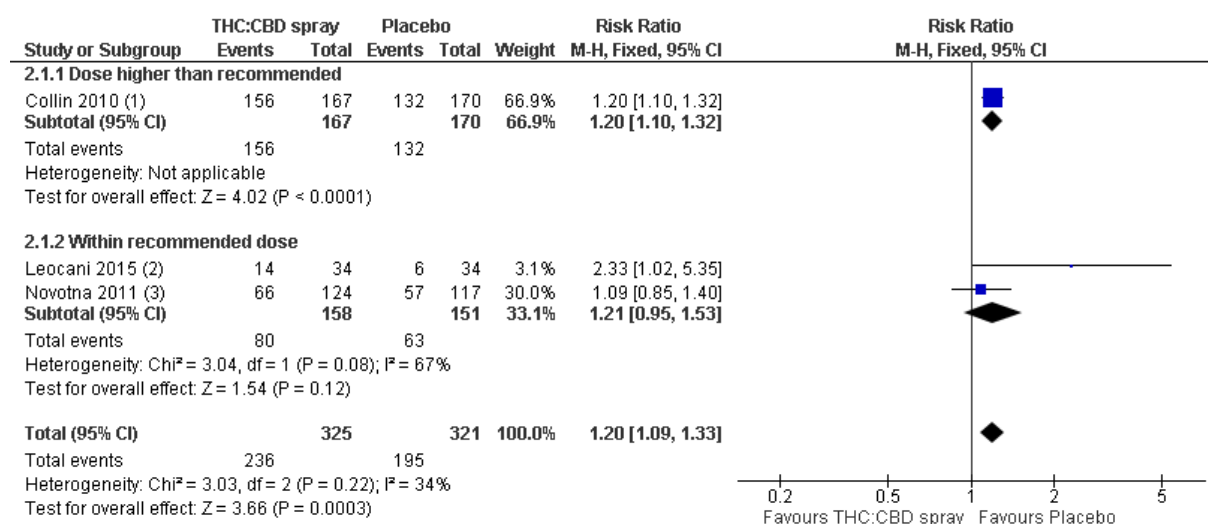 THC:CBD spray Placebo Risk Ratio Risk Ratio
Study or Subgroup Events Total Events Total Weight M-H, Fixed, 95% CI M-H, Fixed, 95% CI
2.1.1 Dose higher than recommended
Collin 2010 (1) 156 167 132 170 66.9% 1.20 [1.10, 1.32]
Subtotal (95% CI) 167 170 66.9% 1.20 [1.10, 1.32]
Total events 156 132
Heterogeneity: Not applicable
Test for overall effect: Z = 4.02 (P < 0.0001)
2.1.2 Within recommended dose
Leocani 2015 (2) 14 34 6 34 3.1% 2.33 [1.02, 5.35]
Novotna 2011 (3) 66 124 57 117 30.0% 1.09 [0.85, 1.40]
Subtotal (95% CI) 158 151 33.1% 1.21 [0.95, 1.53]
Total events 80 63
Heterogeneity: Chi² = 3.04, df = 1 (P = 0.08); I² = 67%
Test for overall effect: Z = 1.54 (P = 0.12)
Total (95% CI) 325 321 100.0% 1.20 [1.09, 1.33]
Total events 236 195
Heterogeneity: Chi² = 3.03, df = 2 (P = 0.22); I² = 34%
Test for overall effect: Z = 3.66 (P = 0.0003)
0.2 0.5 1 2 5
Favours THC:CBD spray Favours Placebo